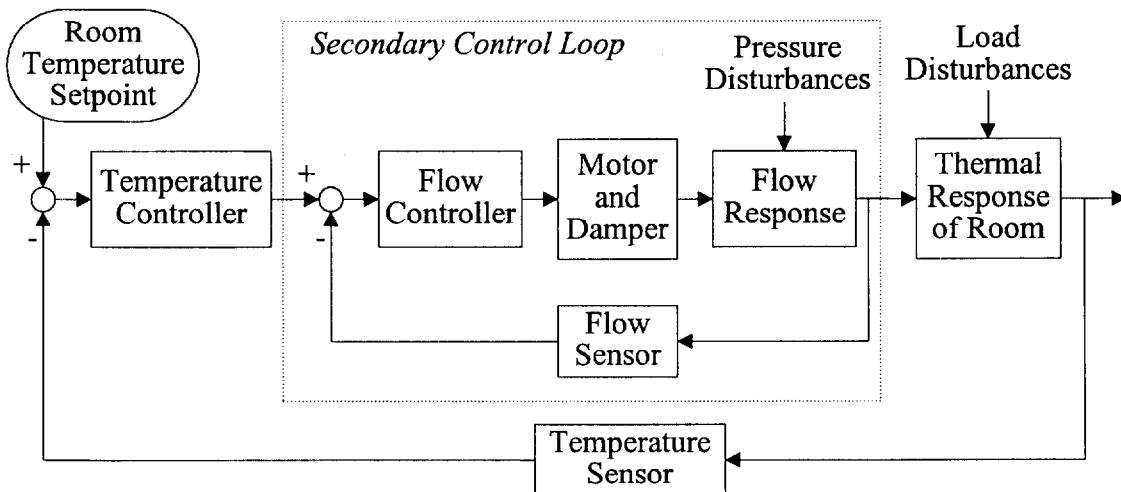 Room
Temperature
Setpoint
Secondary Control Loop
Pressure
Disturbances
Load
Disturbances
+
-
Temperature
Controller
+
-
Flow
Controller
Motor
and
Damper
Flow
Response
Thermal
Response
of Room
Flow
Sensor
Temperature
Sensor